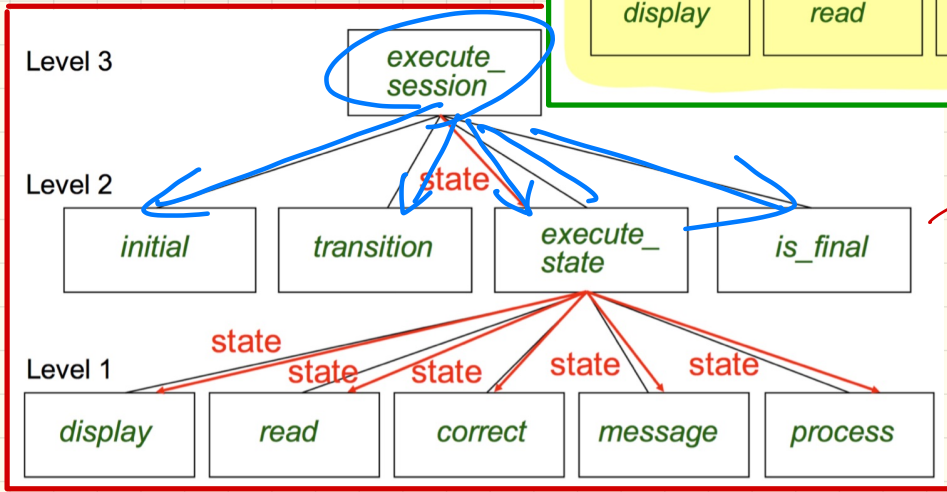 display read
Level 3
execute_
session
Level 2
state
initial transition execute_
state is_final
state
state state state state
Level 1
display read correct message process